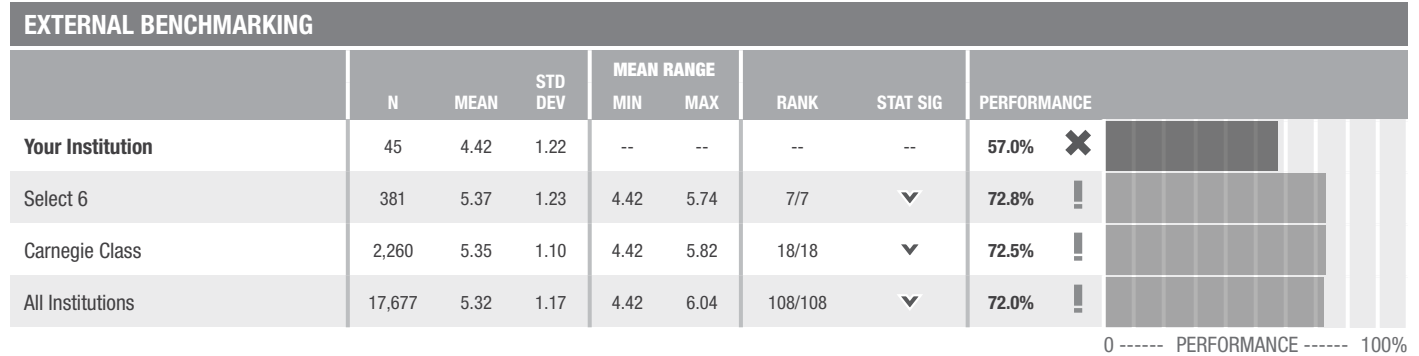 EXTERNAL BENCHMARKING
N MEAN STD DEV MEAN RANGE MIN MAX RANK STAT SIG PERFORMANCE
Your Institution 45 4.42 1.22 -- -- -- -- 57.0%
Select 6 381 5.37 1.23 4.42 5.74 7/7 72.8%
Carnegie Class 2,260 5.35 1.10 4.42 5.82 18/18 72.5%
All Institutions 17,677 5.32 1.17 4.42 6.04 108/108 72.0%
0 ------ PERFORMANCE ------ 100%